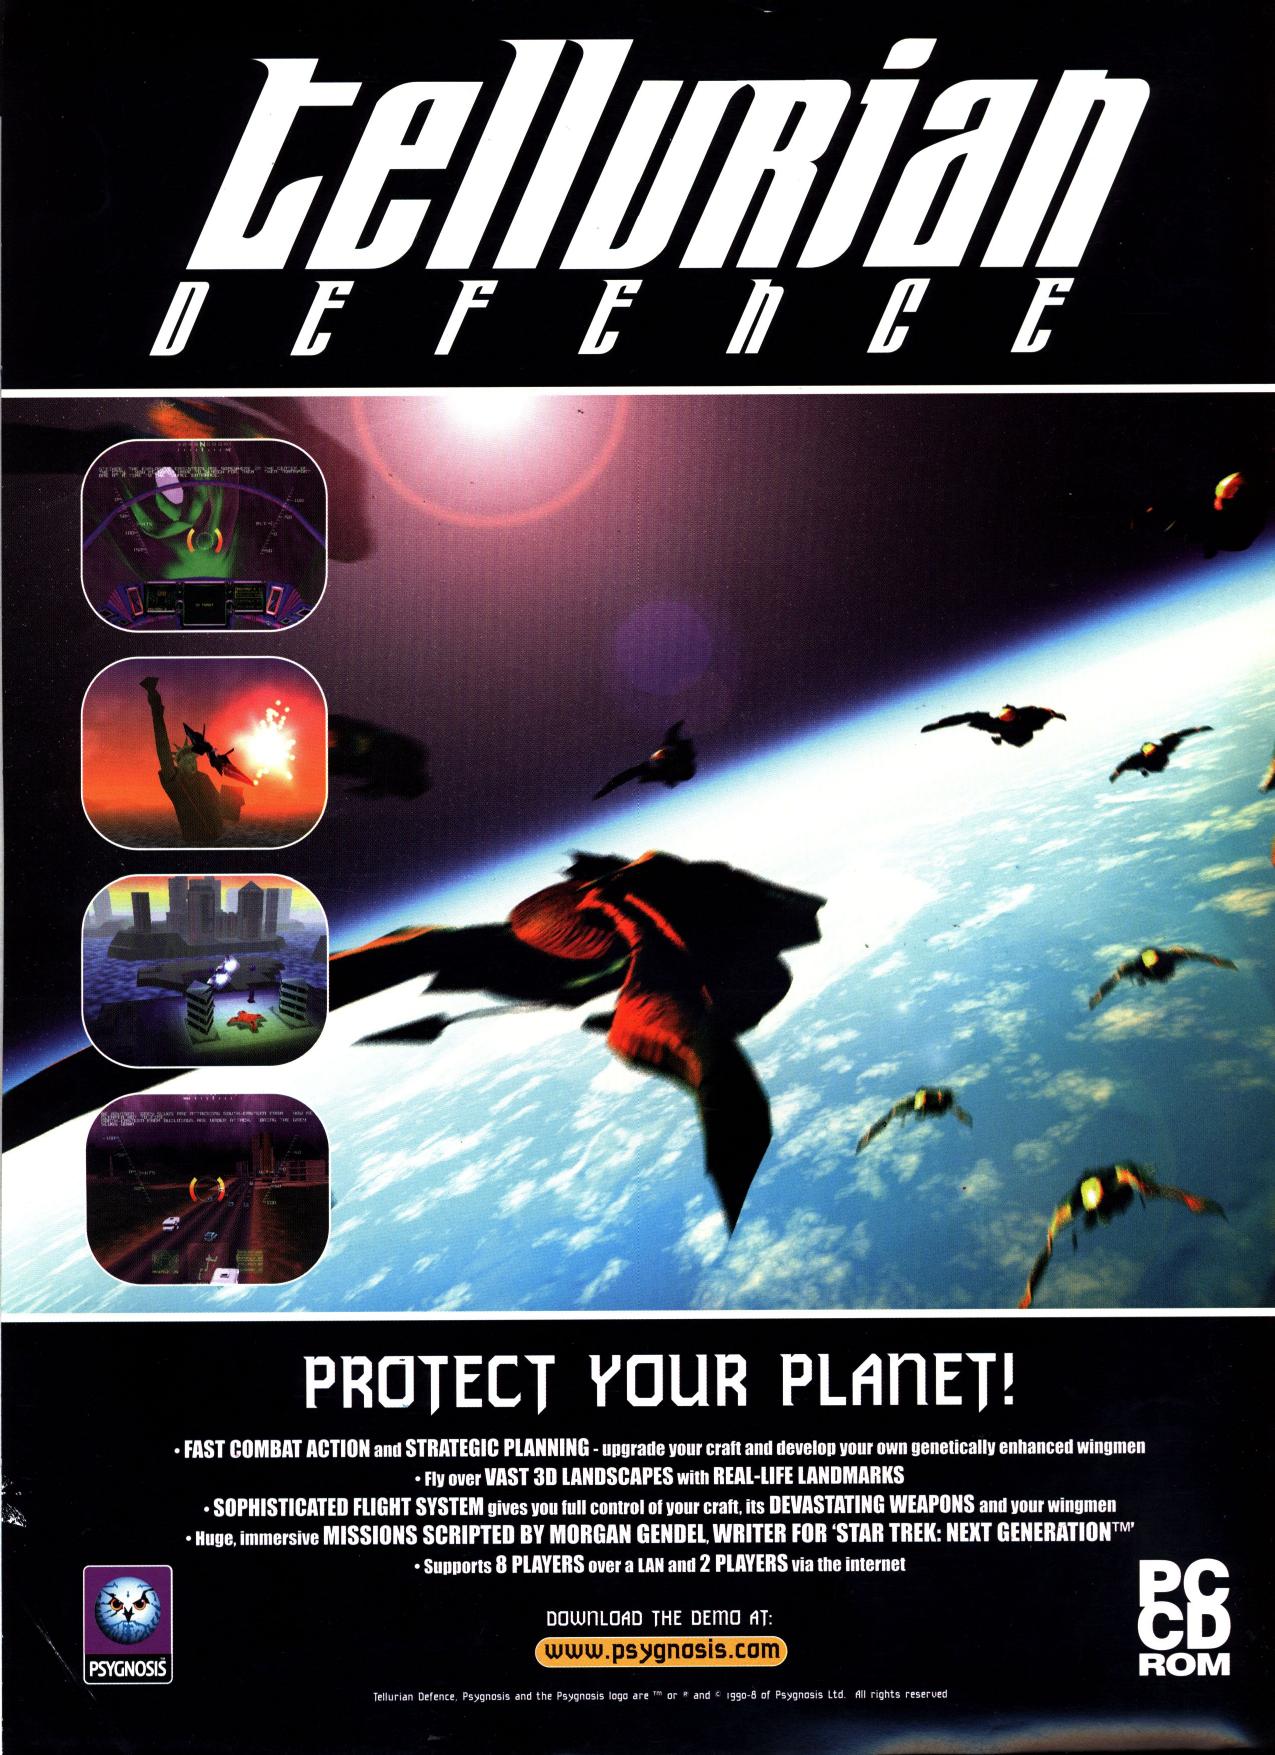 tellurian
DEFENCE
PROTECT YOUR PLANET!
• FAST COMBAT ACTION and STRATEGIC PLANNING - upgrade your craft and develop your own genetically enhanced wingmen
• Fly over VAST 3D LANDSCAPES with REAL-LIFE LANDMARKS
• SOPHISTICATED FLIGHT SYSTEM gives you full control of your craft, its DEVASTATING WEAPONS and your wingmen
• Huge, immersive MISSIONS SCRIPTED BY MORGAN GENDEL, WRITER FOR ‘STAR TREK: NEXT GENERATION™’
• Supports 8 PLAYERS over a LAN and 2 PLAYERS via the internet
DOWNLOAD THE DEMO AT:
www.psygnosis.com
PSYGNOSIS™
PC
CD
ROM
Tellurian Defence, Psygnosis and the Psygnosis logo are ™ or ® and © 1990-8 of Psygnosis Ltd. All rights reserved